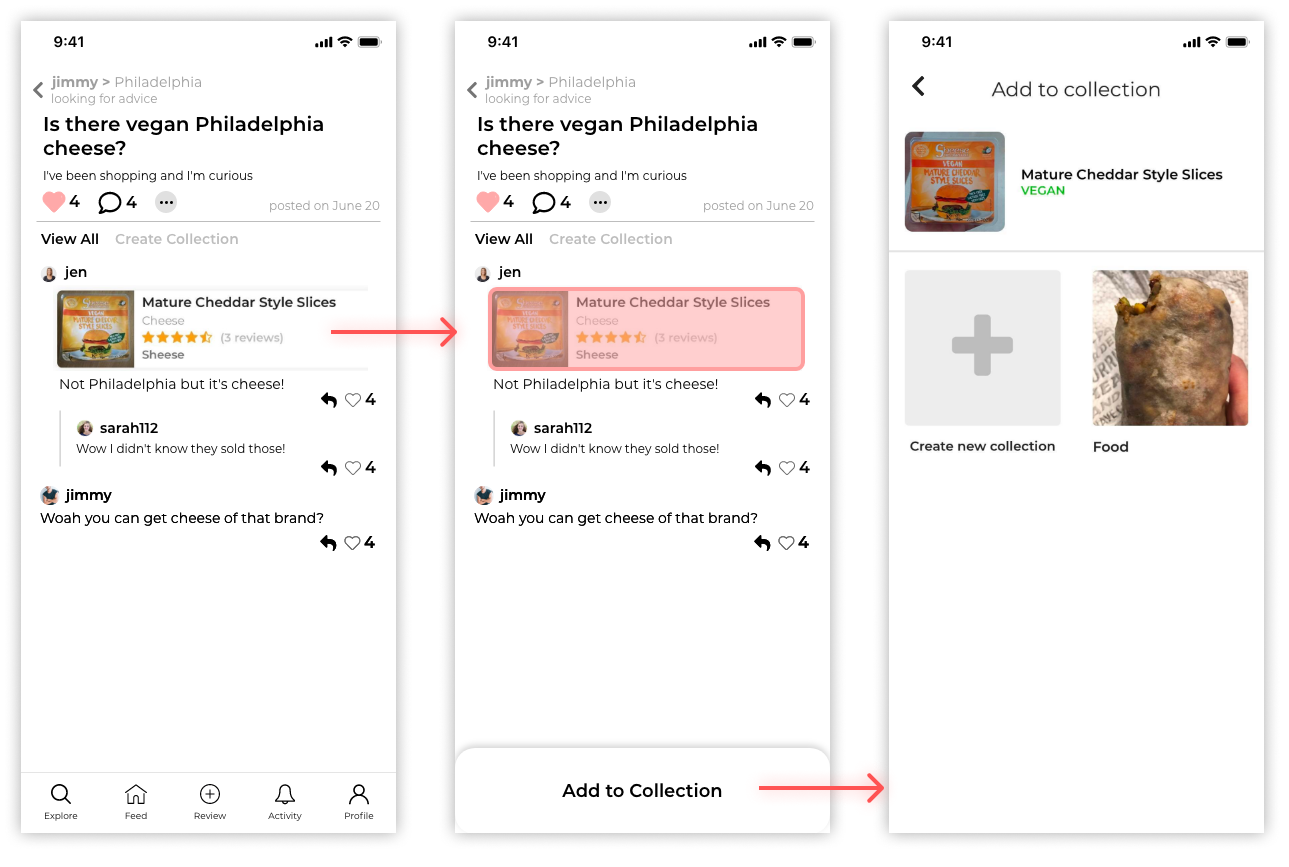 9:41
jimmy > Philadelphia
looking for advice
Is there vegan Philadelphia
cheese?
I've been shopping and I'm curious
4
4
posted on June 20
View All
Create Collection
jen
Mature Cheddar Style Slices
Cheese
(3 reviews)
Sheese
Not Philadelphia but it's cheese!
4
sarah112
Wow I didn't know they sold those!
4
jimmy
Woah you can get cheese of that brand?
4
Explore
Feed
Review
Activity
Profile
9:41
jimmy > Philadelphia
looking for advice
Is there vegan Philadelphia
cheese?
I've been shopping and I'm curious
4
4
posted on June 20
View All
Create Collection
jen
Mature Cheddar Style Slices
Cheese
(3 reviews)
Sheese
Not Philadelphia but it's cheese!
4
sarah112
Wow I didn't know they sold those!
4
jimmy
Woah you can get cheese of that brand?
4
Add to Collection
9:41
Add to collection
Sheese
VEGAN
MATURE CHEDDAR
STYLE SLICES
Mature Cheddar Style Slices
VEGAN
Create new collection
Food